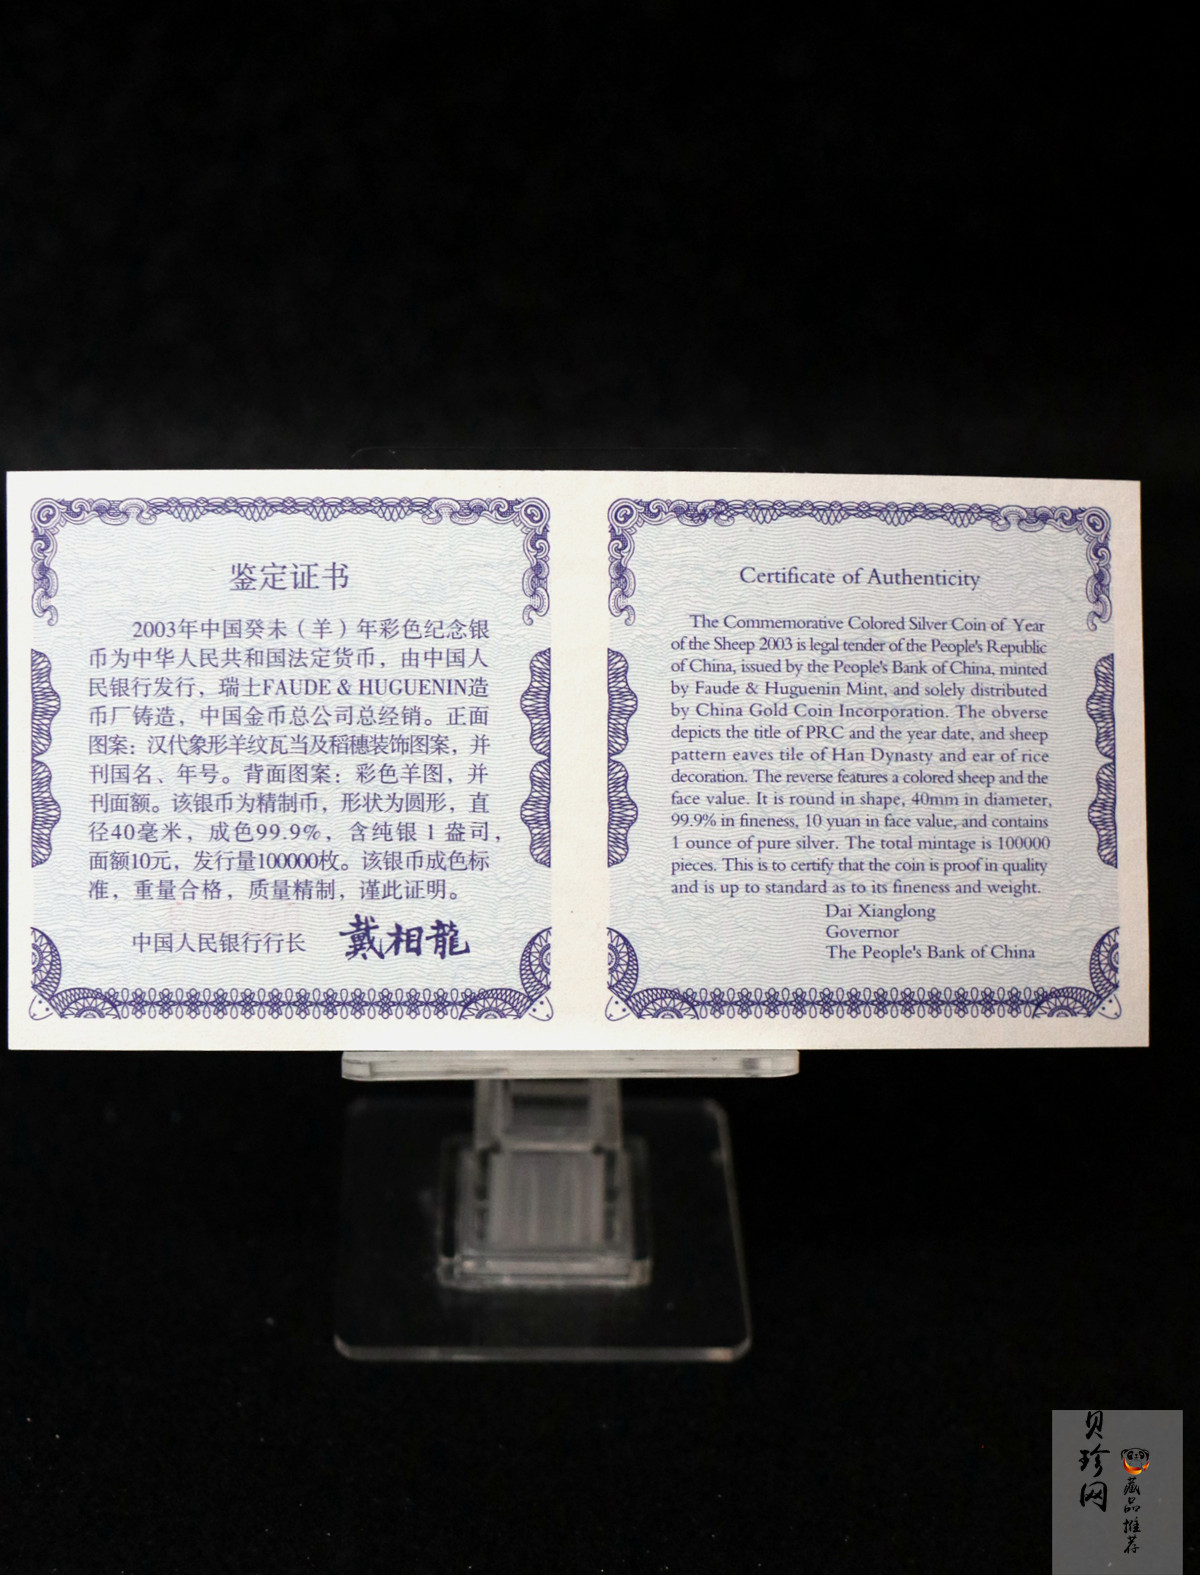 鉴定证书
2003年中国癸未（羊）年彩色纪念银
币为中华人民共和国法定货币，由中国人
民银行发行，瑞士FAUDE & HUGUENIN造
币厂铸造，中国金币总公司总经销。正面
图案：汉代象形羊纹瓦当及稻穗装饰图案，并
刊国名、年号。背面图案：彩色羊图，并
刊面额。该银币为精制币，形状为圆形，直
径40毫米，成色99.9%，含纯银1盎司，
面额10元，发行量100000枚。该银币成色标
准，重量合格，质量精制，谨此证明。
中国人民银行行长 戴相龍
Certificate of Authenticity
The Commemorative Colored Silver Coin of Year
of the Sheep 2003 is legal tender of the People's Republic
of China, issued by the People's Bank of China, minted
by Faude & Huguenin Mint, and solely distributed
by China Gold Coin Incorporation. The obverse
depicts the title of PRC and the year date, and sheep
pattern eaves tile of Han Dynasty and ear of rice
decoration. The reverse features a colored sheep and the
face value. It is round in shape, 40mm in diameter,
99.9% in fineness, 10 yuan in face value, and contains
1 ounce of pure silver. The total mintage is 100000
pieces. This is to certify that the coin is proof in quality
and is up to standard as to its fineness and weight.
Dai Xianglong
Governor
The People's Bank of China
贝珍网
藏品推荐